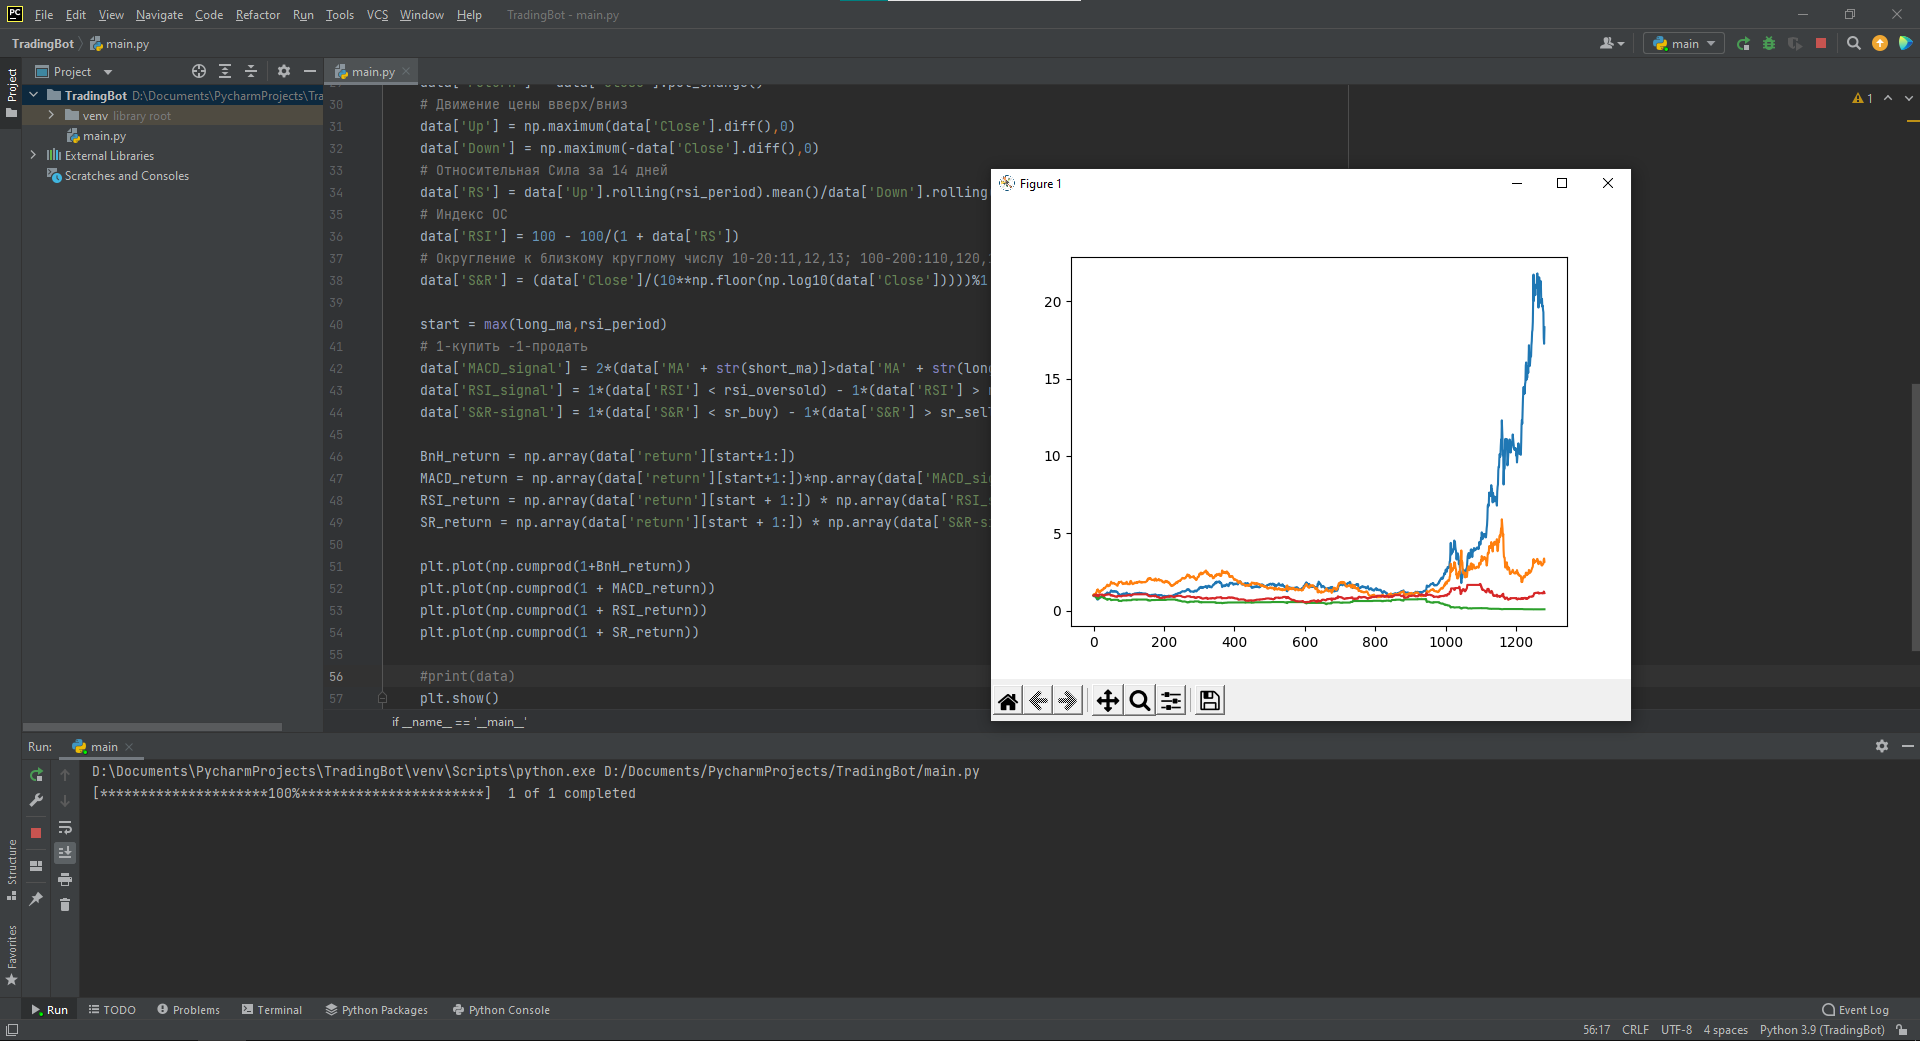 File Edit View Navigate Code Refactor Run Tools VCS Window Help TradingBot - main.py
TradingBot main.py
main
Project
main.py
TradingBot D:\Documents\PycharmProjects\Tra
venv library root
main.py
External Libraries
Scratches and Consoles
Project
Structure
Favorites
30 # Движение цены вверх/вниз
31 data['Up'] = np.maximum(data['Close'].diff(),0)
32 data['Down'] = np.maximum(-data['Close'].diff(),0)
33 # Относительная Сила за 14 дней
34 data['RS'] = data['Up'].rolling(rsi_period).mean()/data['Down'].rolling
35 # Индекс ОС
36 data['RSI'] = 100 - 100/(1 + data['RS'])
37 # Округление к близкому круглому числу 10-20:11,12,13; 100-200:110,120,
38 data['S&R'] = (data['Close']/(10**np.floor(np.log10(data['Close']))))%1
39
40 start = max(long_ma,rsi_period)
41 # 1-купить -1-продать
42 data['MACD_signal'] = 2*(data['MA' + str(short_ma)]>data['MA' + str(lon
43 data['RSI_signal'] = 1*(data['RSI'] < rsi_oversold) - 1*(data['RSI'] >
44 data['S&R-signal'] = 1*(data['S&R'] < sr_buy) - 1*(data['S&R'] > sr_sel
45
46 BnH_return = np.array(data['return'][start+1:])
47 MACD_return = np.array(data['return'][start+1:])*np.array(data['MACD_si
48 RSI_return = np.array(data['return'][start + 1:]) * np.array(data['RSI_
49 SR_return = np.array(data['return'][start + 1:]) * np.array(data['S&R-s
50
51 plt.plot(np.cumprod(1+BnH_return))
52 plt.plot(np.cumprod(1 + MACD_return))
53 plt.plot(np.cumprod(1 + RSI_return))
54 plt.plot(np.cumprod(1 + SR_return))
55
56 #print(data)
57 plt.show()
if __name__ == '__main__'
1
Figure 1
20
15
10
5
0
0 200 400 600 800 1000 1200
Run: main
D:\Documents\PycharmProjects\TradingBot\venv\Scripts\python.exe D:/Documents/PycharmProjects/TradingBot/main.py
[*********************100%***********************] 1 of 1 completed
Run TODO Problems Terminal Python Packages Python Console Event Log
56:17 CRLF UTF-8 4 spaces Python 3.9 (TradingBot)